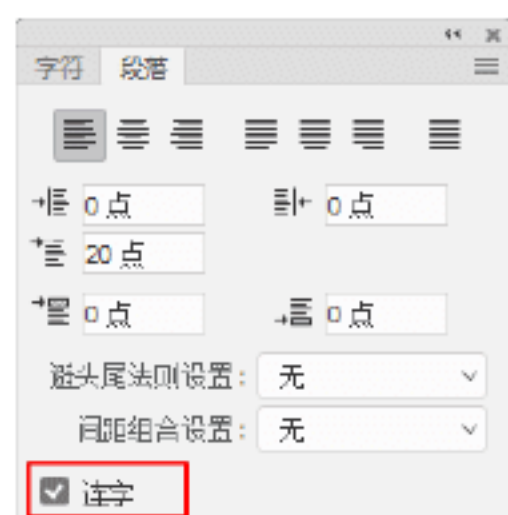 字符 段落
0 点 0 点
20 点
0 点 0 点
避头尾法则设置： 无
间距组合设置： 无
连字